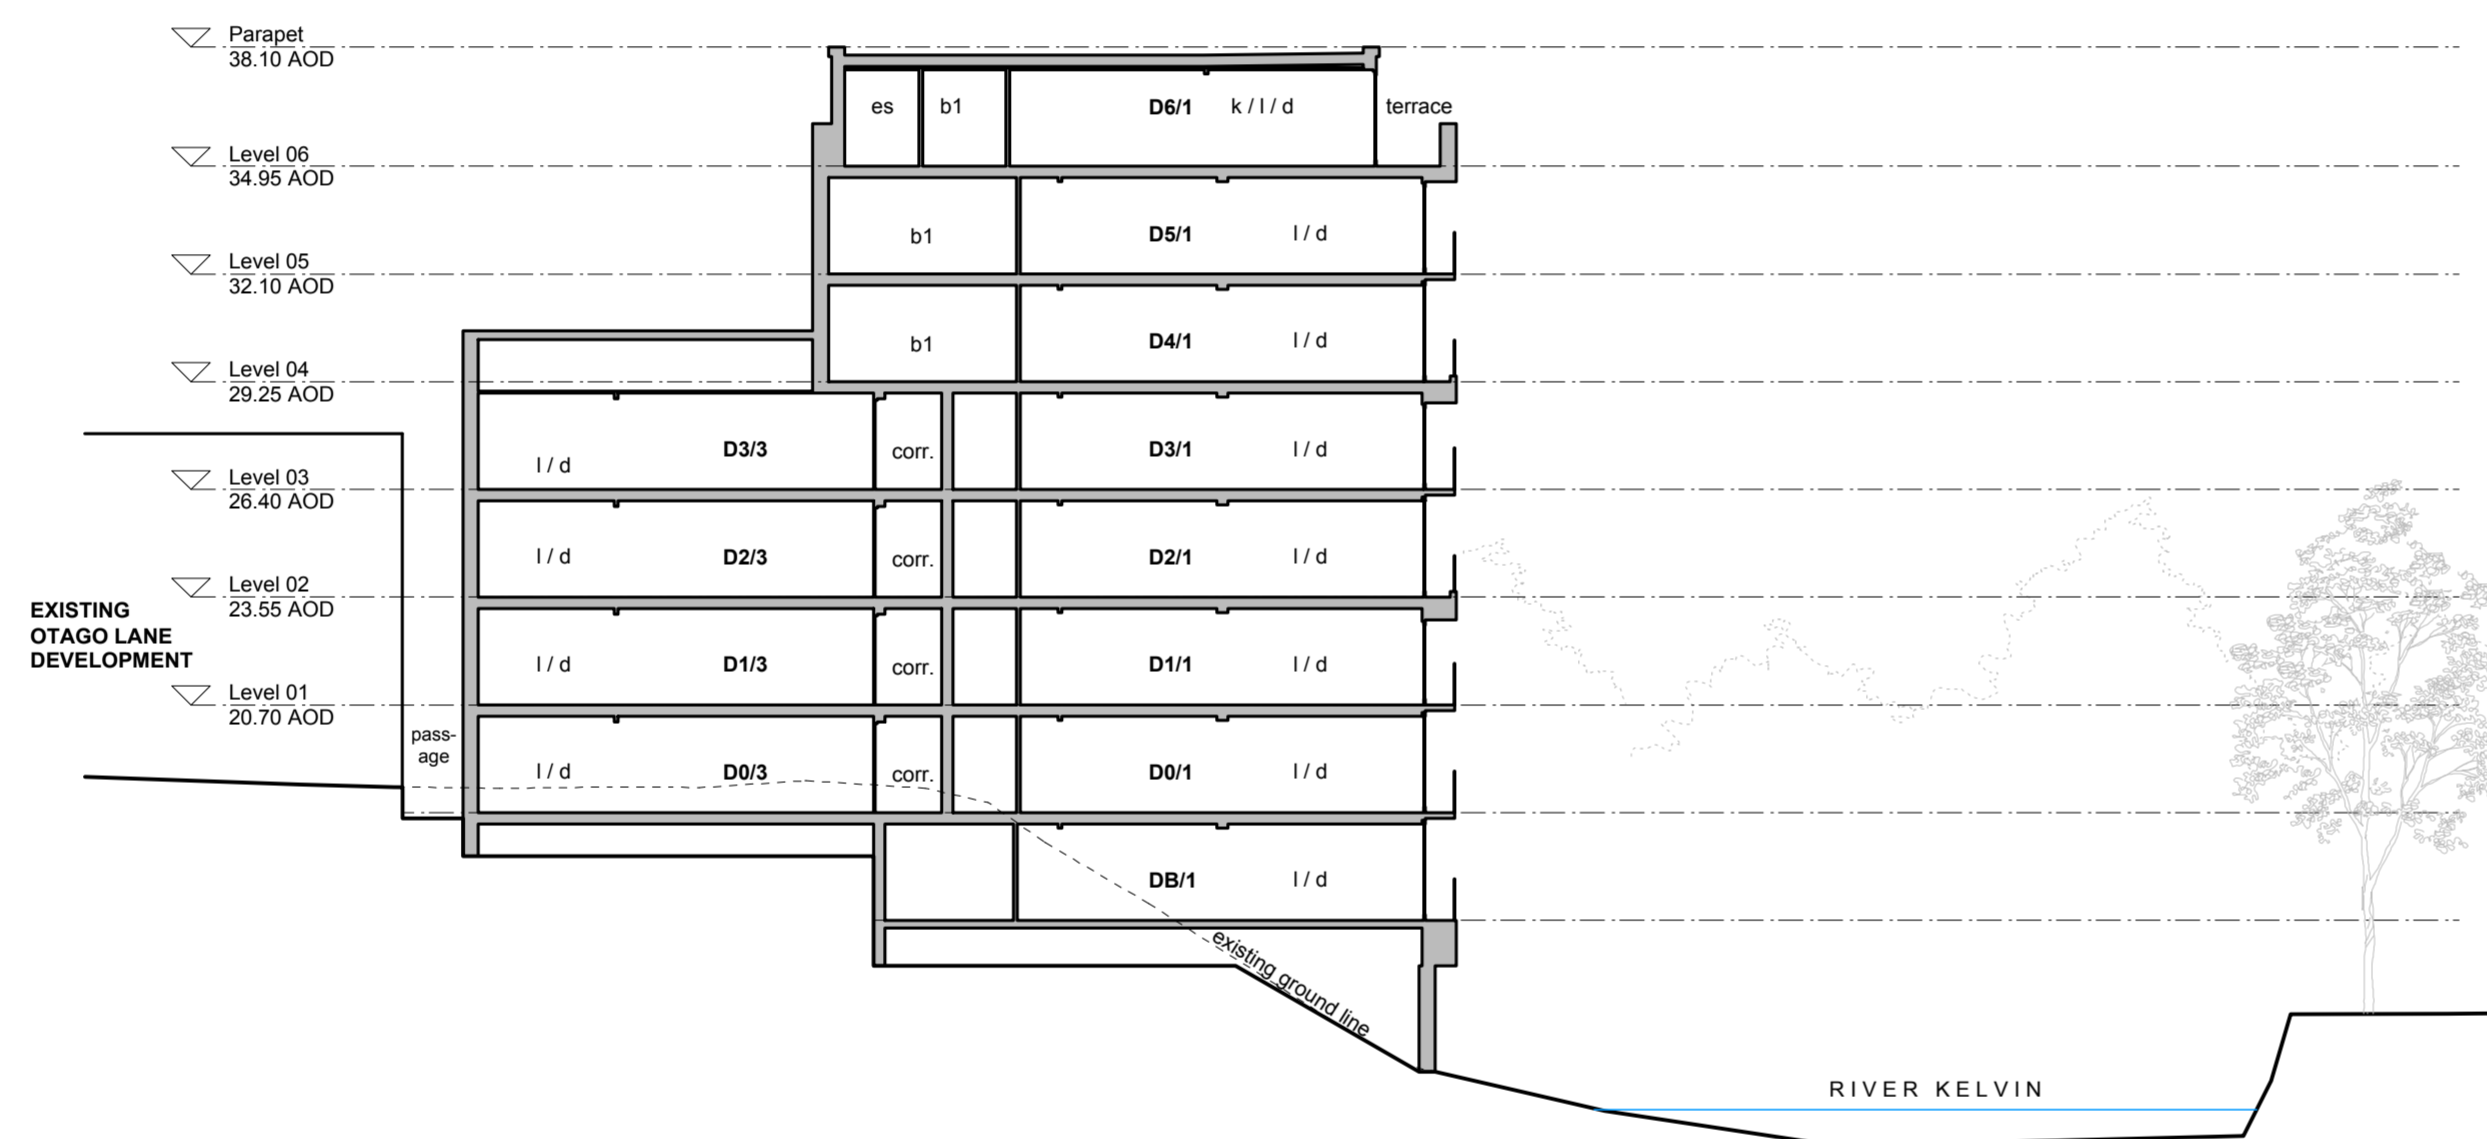 Parapet
38.10 AOD
es
b1
D6/1
k / l / d
terrace
Level 06
34.95 AOD
b1
D5/1
l / d
Level 05
32.10 AOD
b1
D4/1
l / d
Level 04
29.25 AOD
l / d
D3/3
corr.
D3/1
l / d
Level 03
26.40 AOD
l / d
D2/3
corr.
D2/1
l / d
Level 02
23.55 AOD
EXISTING
OTAGO LANE
DEVELOPMENT
l / d
D1/3
corr.
D1/1
l / d
Level 01
20.70 AOD
pass-
age
l / d
D0/3
corr.
D0/1
l / d
DB/1
l / d
existing ground line
RIVER KELVIN